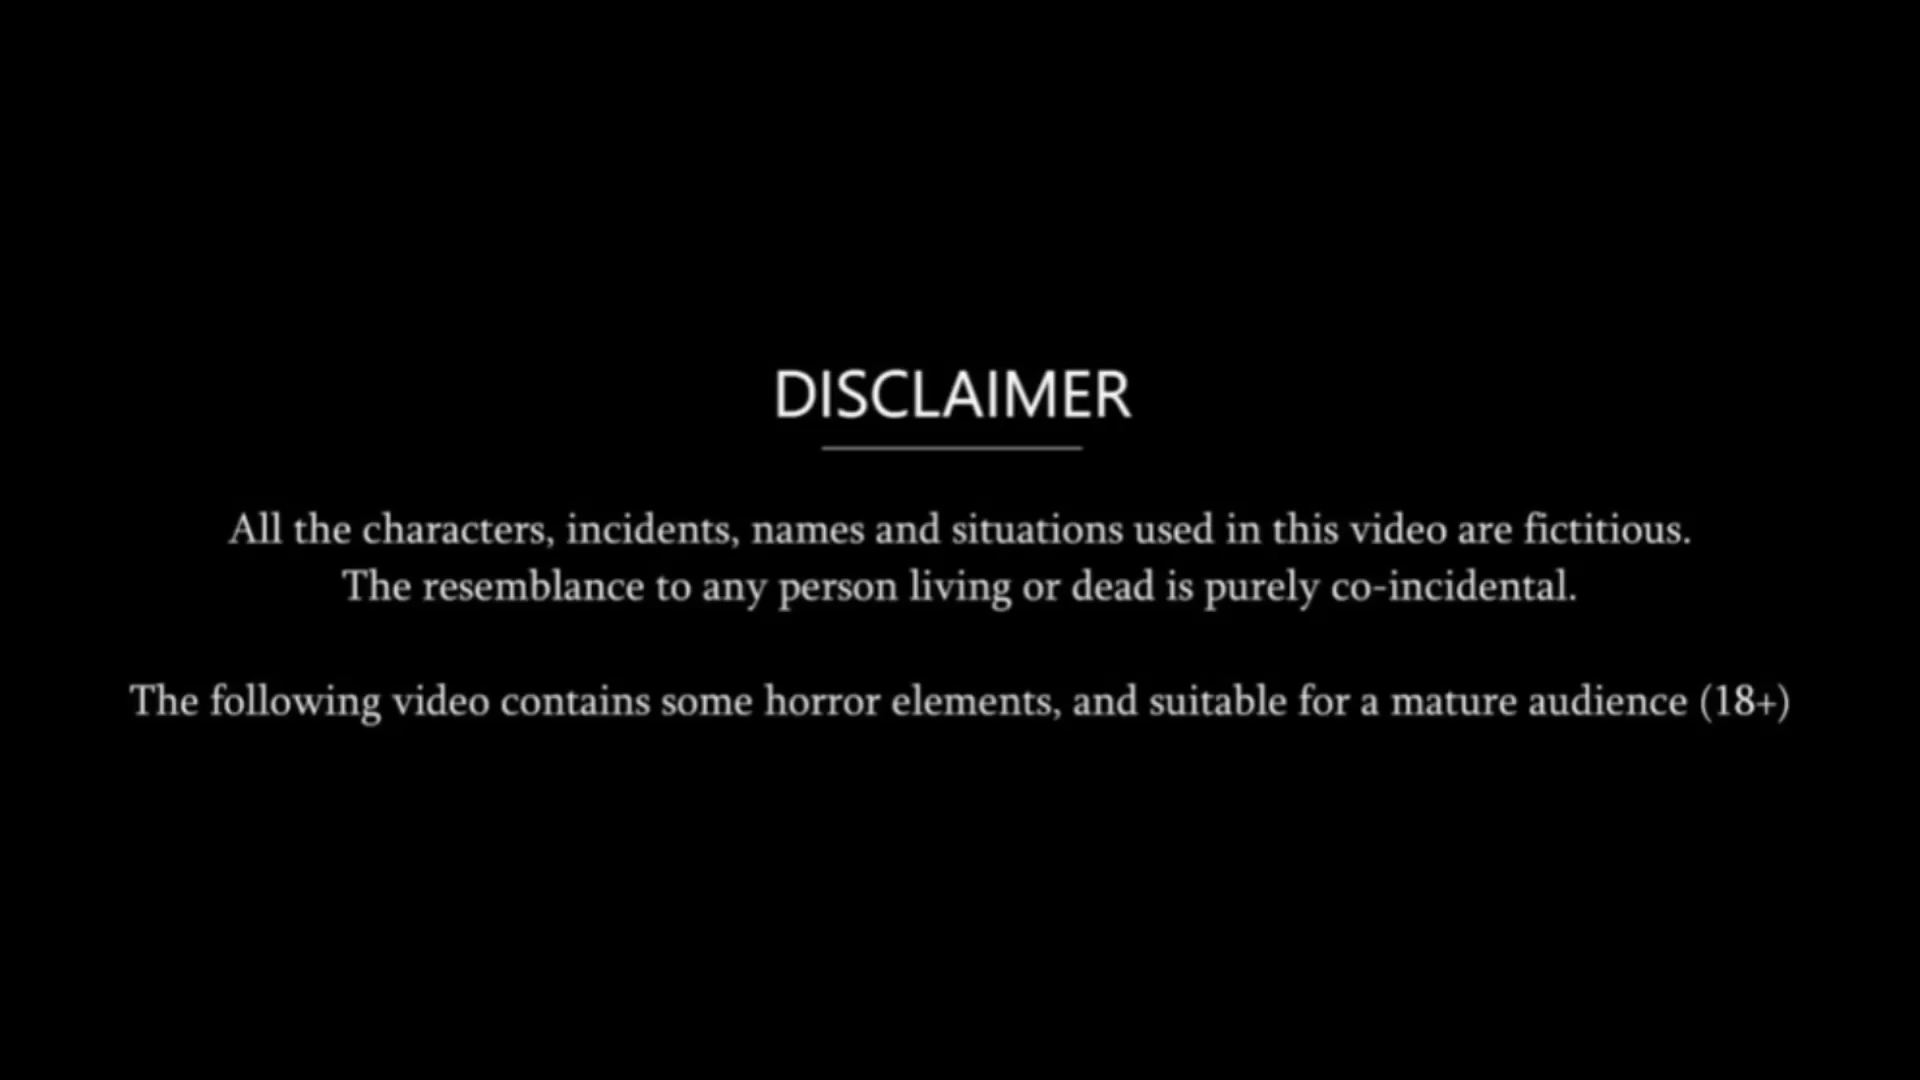 DISCLAIMER
All the characters, incidents, names and situations used in this video are fictitious.
The resemblance to any person living or dead is purely co-incidental.
The following video contains some horror elements, and suitable for a mature audience (18+)